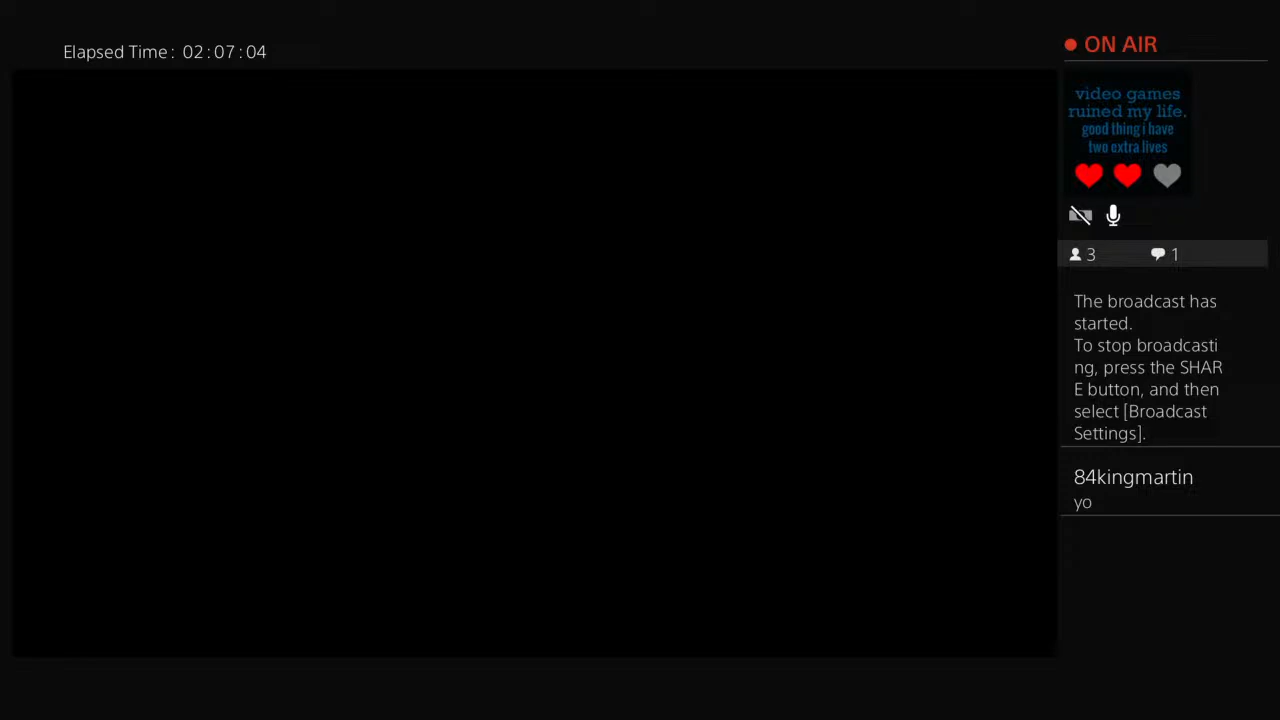 Elapsed Time: 02:07:04
ON AIR
video games
ruined my life.
good thing i have
two extra lives
3
1
The broadcast has
started.
To stop broadcasti
ng, press the SHAR
E button, and then
select [Broadcast
Settings].
84kingmartin
yo